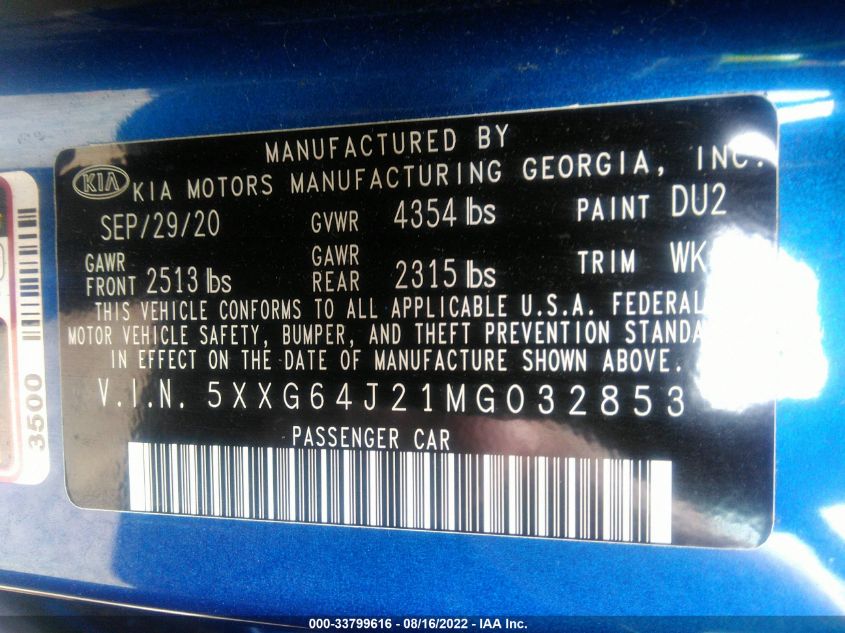 MANUFACTURED BY
KIA KIA MOTORS MANUFACTURING GEORGIA, INC.
SEP/29/20 GVWR 4354 lbs PAINT DU2
GAWR FRONT 2513 lbs GAWR REAR 2315 lbs TRIM WK
THIS VEHICLE CONFORMS TO ALL APPLICABLE U.S.A. FEDERAL
MOTOR VEHICLE SAFETY, BUMPER, AND THEFT PREVENTION STANDA
IN EFFECT ON THE DATE OF MANUFACTURE SHOWN ABOVE.
V.I.N. 5XXG64J21MG032853
PASSENGER CAR
3500
000-33799616 - 08/16/2022 - IAA Inc.